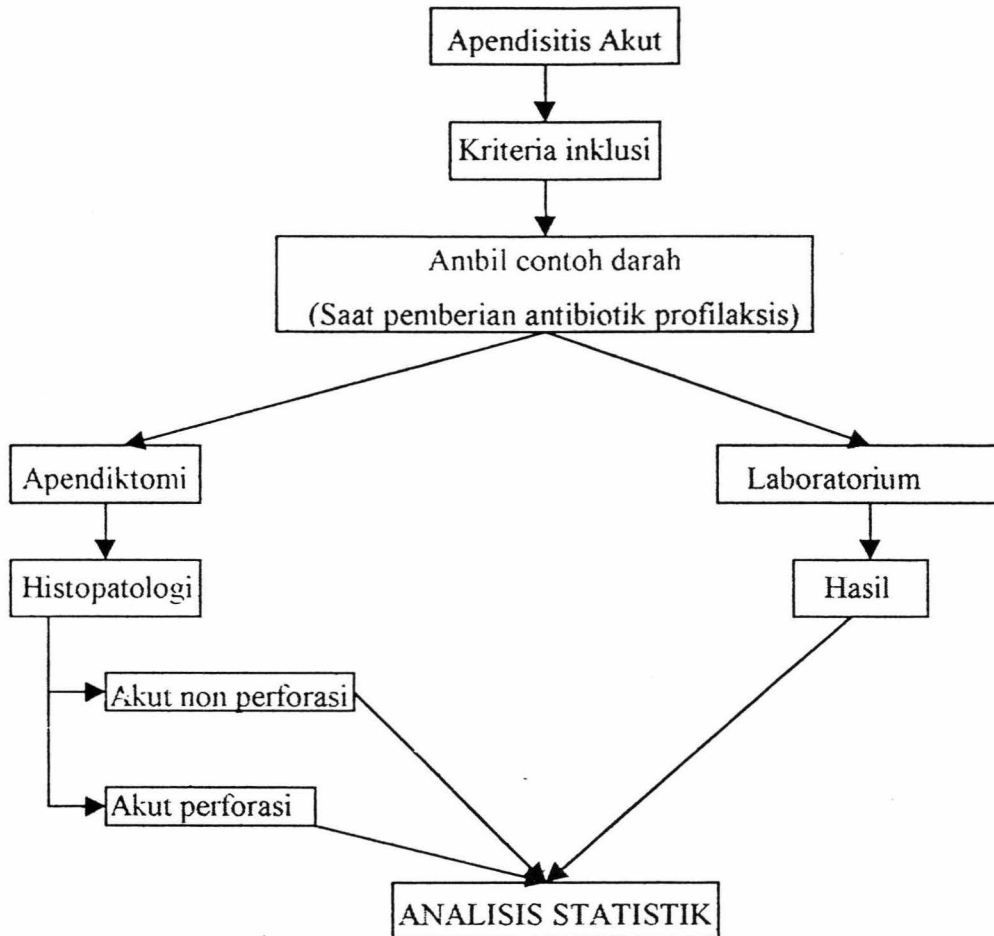 Apendisitis Akut
Kriteria inklusi
Ambil contoh darah
(Saat pemberian antibiotik profilaksis)
Apendiktomi
Laboratorium
Histopatologi
Hasil
Akut non perforasi
Akut perforasi
ANALISIS STATISTIK